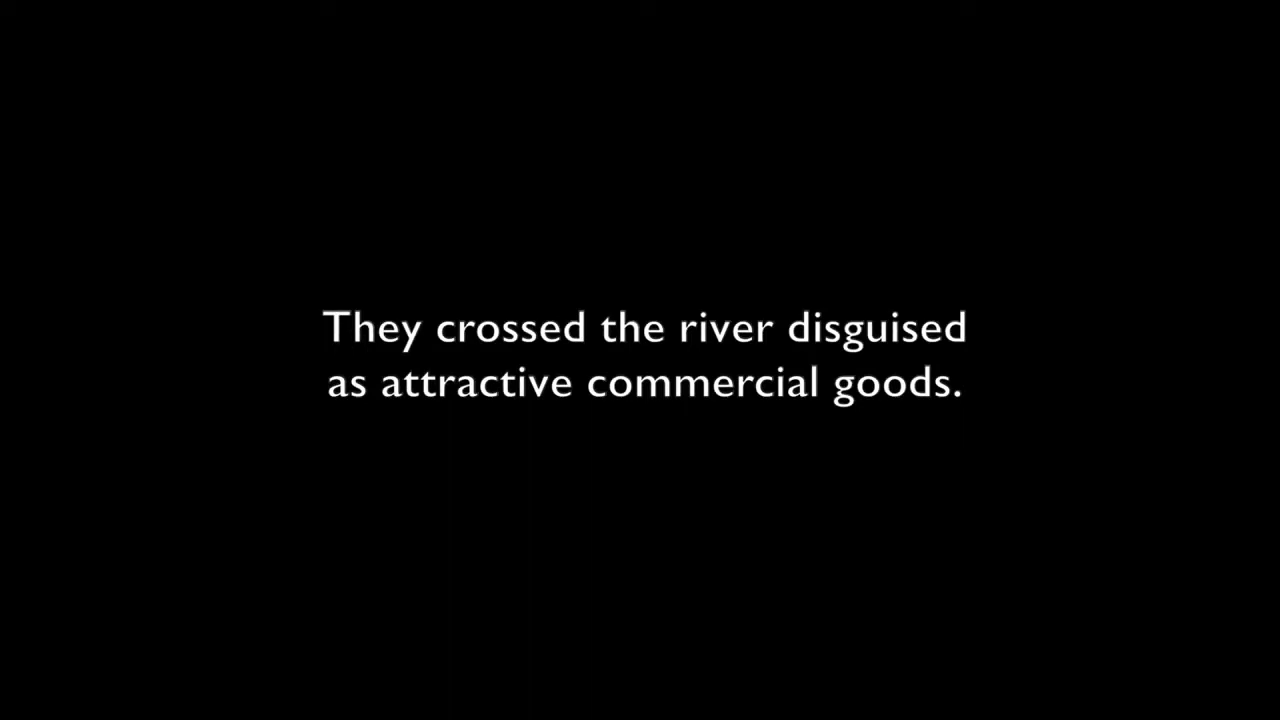 They crossed the river disguised
as attractive commercial goods.